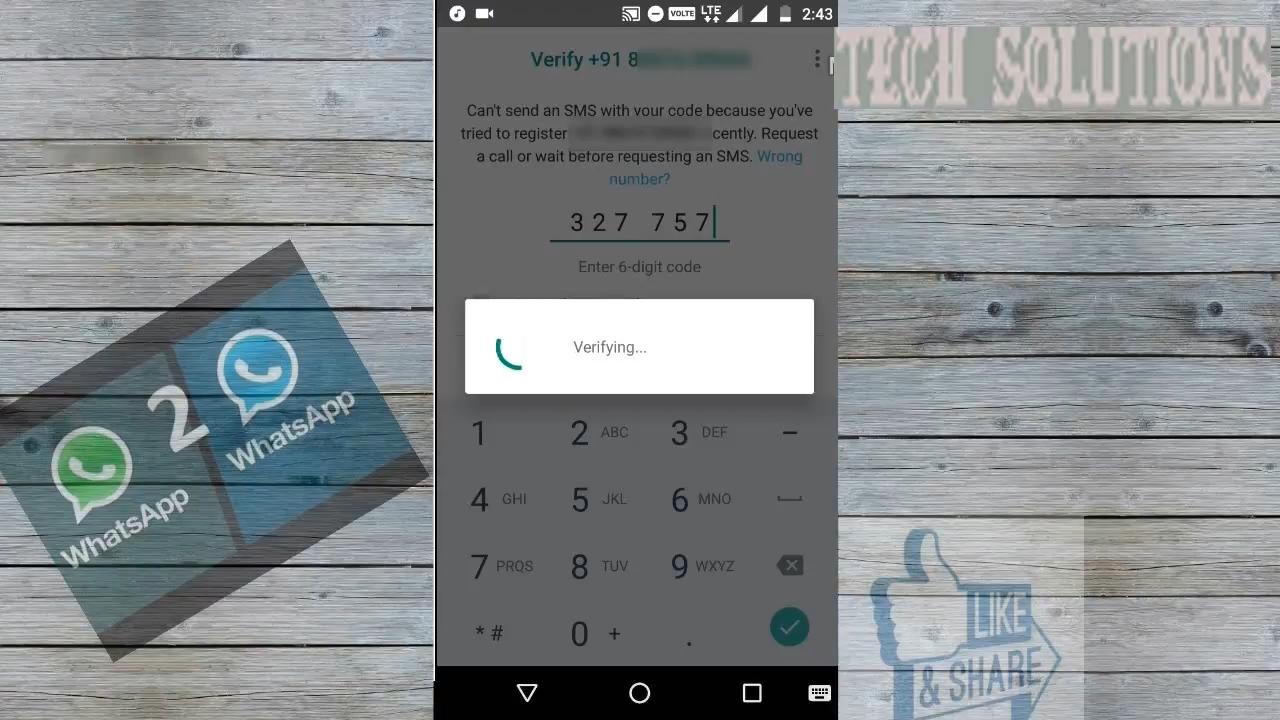 VOLTE LTE 2:43
Verify +91 8
TECH SOLUTIONS
Can't send an SMS with your code because you've
tried to register cently. Request
a call or wait before requesting an SMS. Wrong
number?
327 757
Enter 6-digit code
Verifying...
2
WhatsApp
WhatsApp
1 2 ABC 3 DEF –
4 GHI 5 JKL 6 MNO
7 PQRS 8 TUV 9 WXYZ
* # 0 + .
LIKE
& SHARE